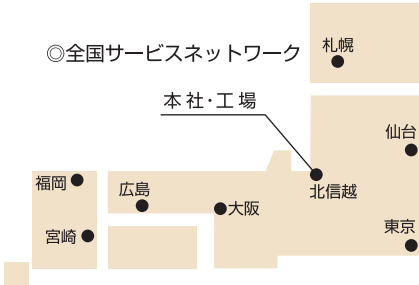 ◎全国サービスネットワーク
札幌
本社･工場
仙台
福岡
広島
北信越
大阪
東京
宮崎